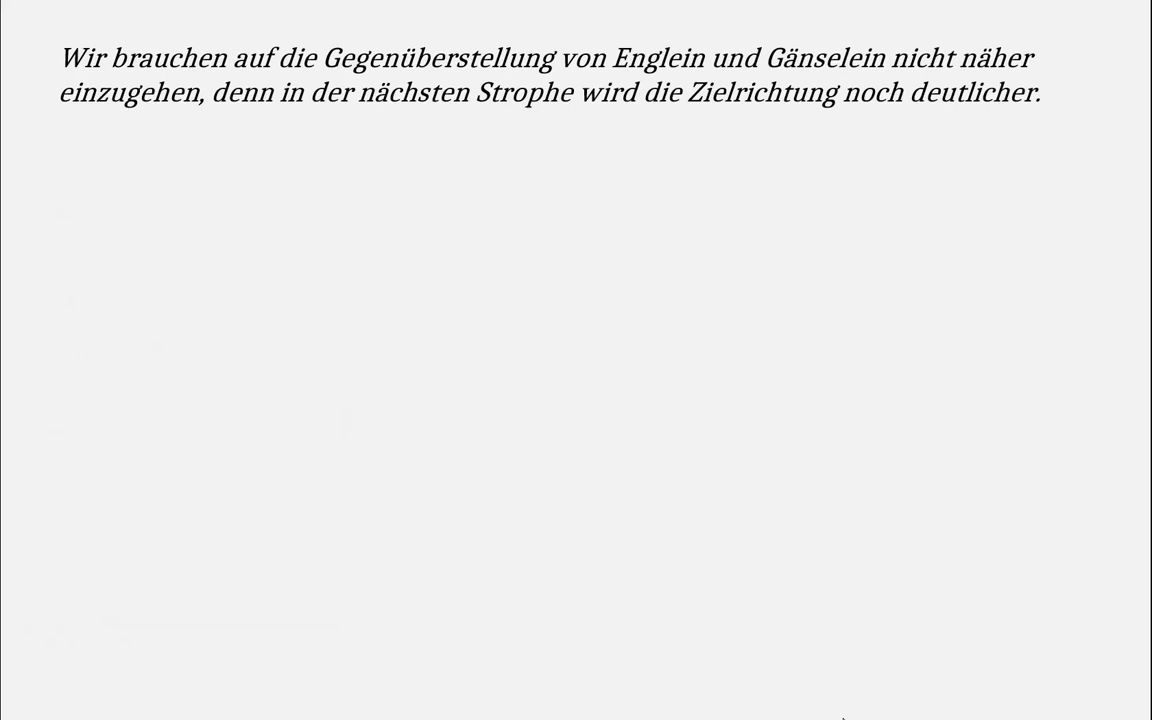 Wir brauchen auf die Gegenüberstellung von Englein und Gänselein nicht näher
einzugehen, denn in der nächsten Strophe wird die Zielrichtung noch deutlicher.